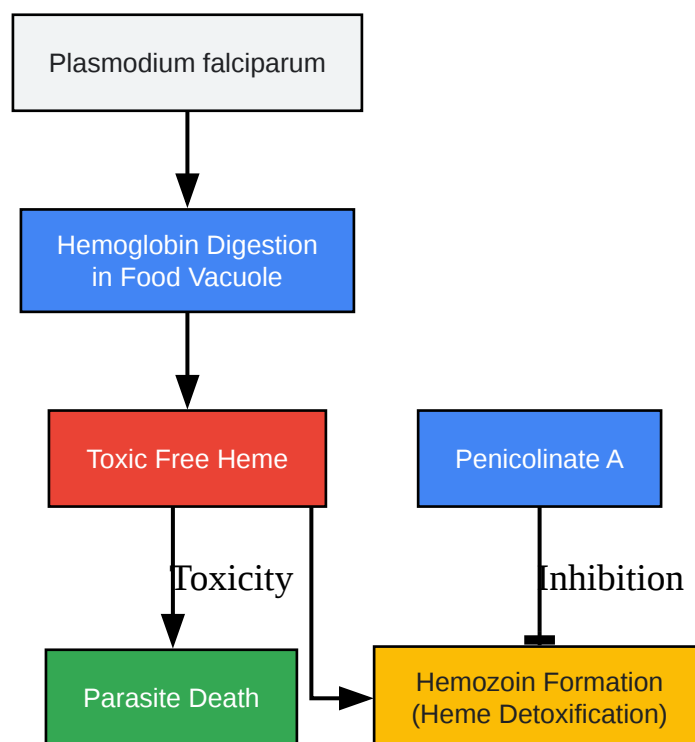 Plasmodium falciparum
Hemoglobin Digestion
in Food Vacuole
Toxic Free Heme
Penicolinate A
Toxicity
Inhibition
Parasite Death
Hemozoin Formation
(Heme Detoxification)